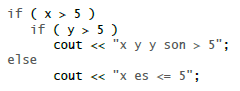 if ( x > 5 )
if ( y > 5 )
cout << "x y y son > 5";
else
cout << "x es <= 5";